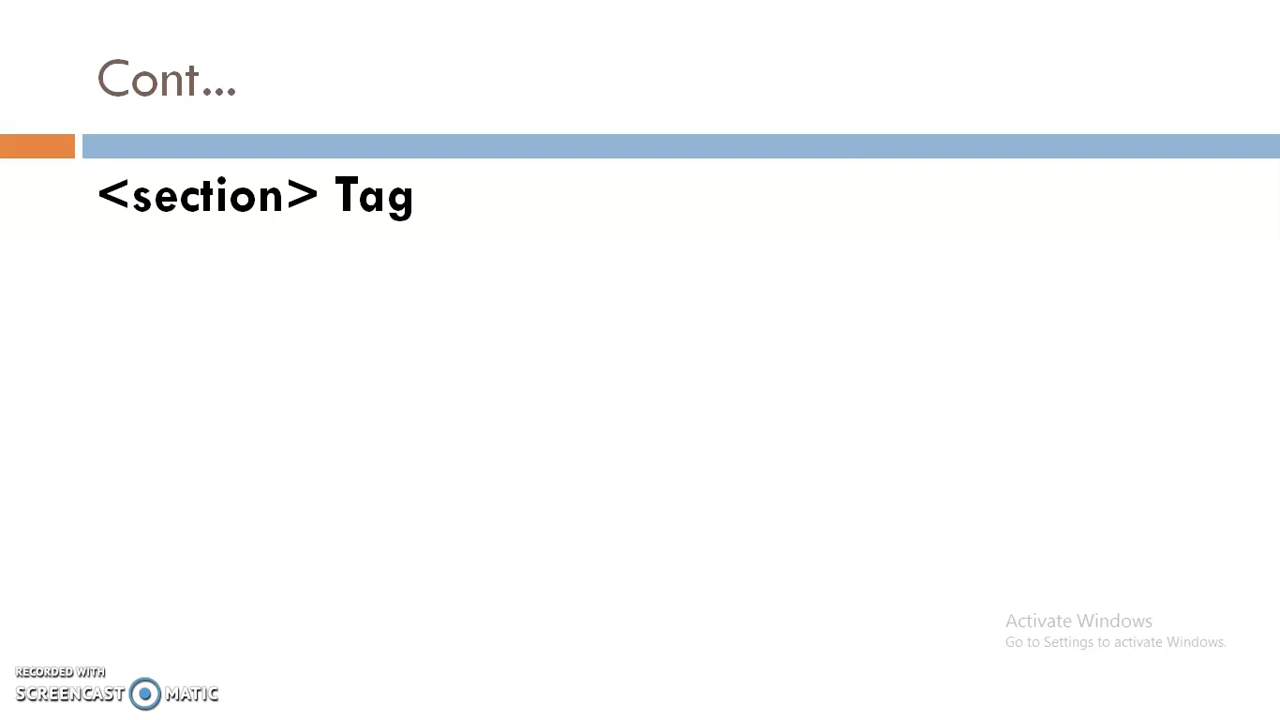 Cont...
<section> Tag
Activate Windows
Go to Settings to activate Windows.
RECORDED WITH
SCREENCAST MATIC